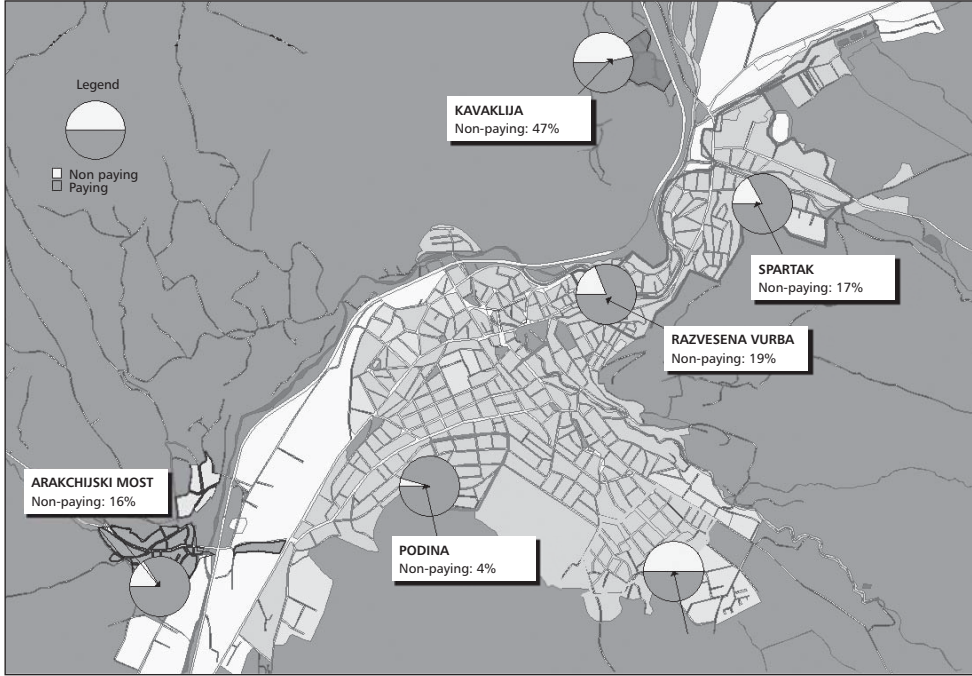 Legend
Non paying
Paying
KAVAKLIJA
Non-paying: 47%
SPARTAK
Non-paying: 17%
RAZVESENA VURBA
Non-paying: 19%
ARAKCHIJSKI MOST
Non-paying: 16%
PODINA
Non-paying: 4%